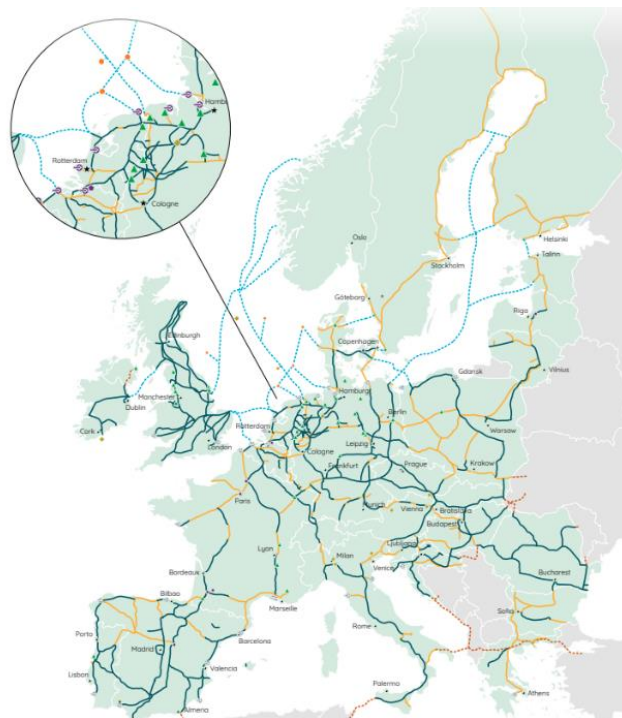 Hambu
Rotterdam
Cologne
Oslo
Helsinki
Stockholm
Talinn
Göteborg
Riga
Edinburgh
Copenhagen
Vilnius
Gdańsk
Dublin
Manchester
Hamburg
Berlin
Cork
London
Rotterdam
Warsaw
Leipzig
Cologne
Frankfurt
Prague
Krakow
Paris
Munich
Vienna
Bratislava
Budapest
Ljubljana
Lyon
Milan
Venice
Bordeaux
Bucharest
Bilbao
Marseille
Sofia
Porto
Madrid
Barcelona
Rome
Lisbon
Valencia
Palermo
Athens
Almeria